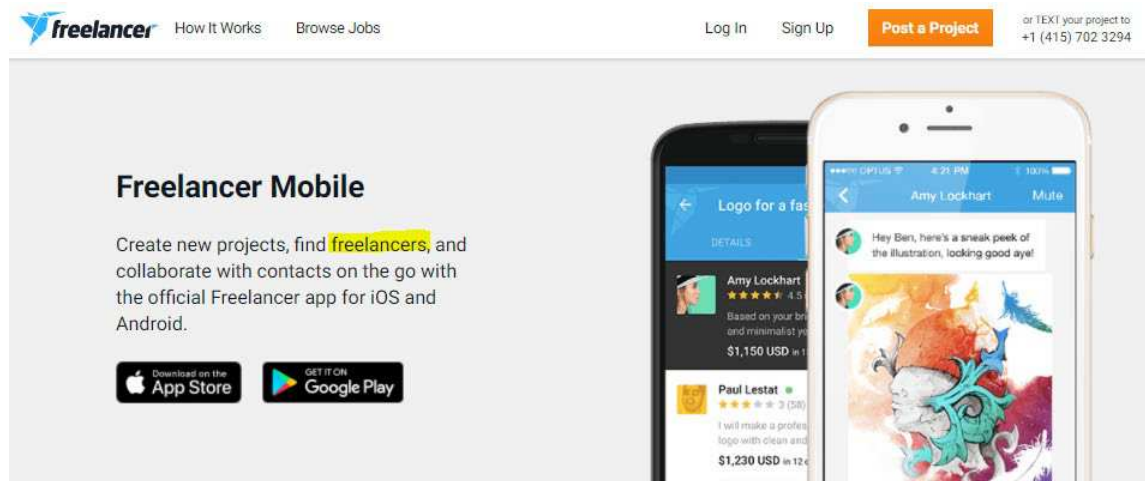 freelancer
How It Works
Browse Jobs
Log In
Sign Up
Post a Project
or TEXT your project to
+1 (415) 702 3294
Freelancer Mobile
Create new projects, find freelancers, and
collaborate with contacts on the go with
the official Freelancer app for iOS and
Android.
Download on the
App Store
GET IT ON
Google Play
Logo for a fas
DETAILS
Amy Lockhart
4.5
Based on your bri
and minimalist yo
$1,150 USD in 1
Paul Lestat
3 (58)
I will make a profes
logo with clean and
$1,230 USD in 12 d
OPTUS
4:21 PM
100%
Amy Lockhart
Mute
Hey Ben, here's a sneak peek of
the illustration, looking good aye!